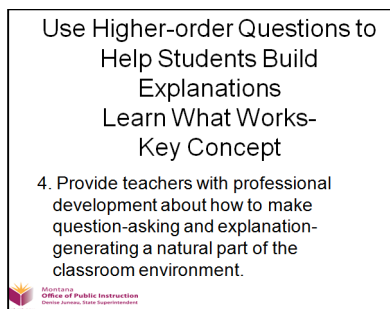 Use Higher-order Questions to
Help Students Build
Explanations
Learn What Works-
Key Concept
4. Provide teachers with professional
development about how to make
question-asking and explanation-
generating a natural part of the
classroom environment.
Montana
Office of Public Instruction
Denise Juneau, State Superintendent